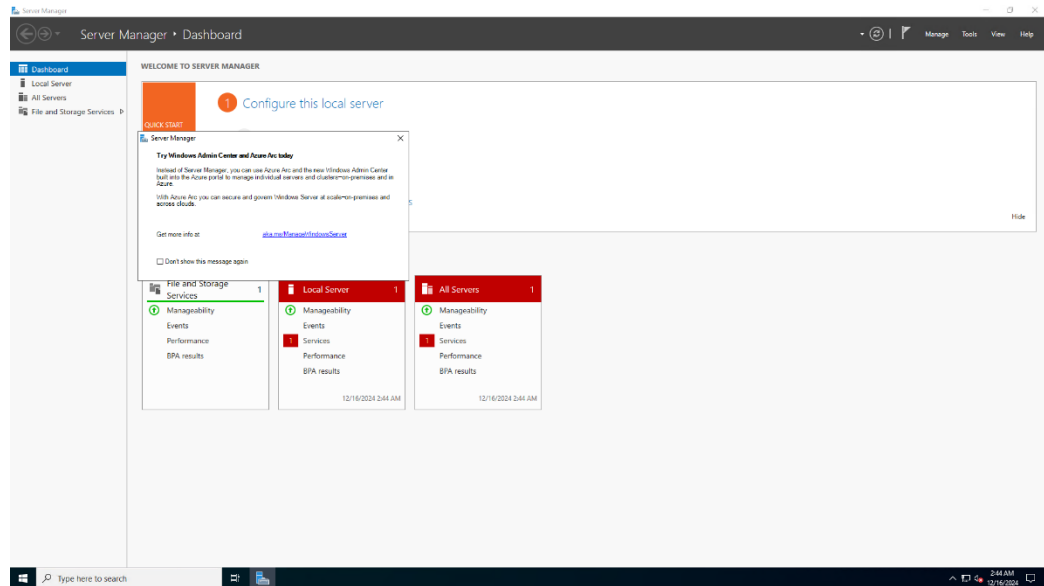 Server Manager
Server Manager • Dashboard
Manage Tools View Help
Dashboard
Local Server
All Servers
File and Storage Services
WELCOME TO SERVER MANAGER
QUICK START
1 Configure this local server
Server Manager
Try Windows Admin Center and Azure Arc today
Instead of Server Manager, you can use Azure Arc and the new Windows Admin Center
built into the Azure portal to manage individual servers and clusters—on-premises and in
Azure.
With Azure Arc you can secure and govern Windows Server at scale—on-premises and
across clouds.
Get more info at aka.ms/ManageWindowsServer
Don't show this message again
s
Hide
File and Storage
Services
1
Manageability
Events
Performance
BPA results
Local Server 1
Manageability
Events
1 Services
Performance
BPA results
12/16/2024 2:44 AM
All Servers 1
Manageability
Events
1 Services
Performance
BPA results
12/16/2024 2:44 AM
Type here to search
2:44 AM
12/16/2024